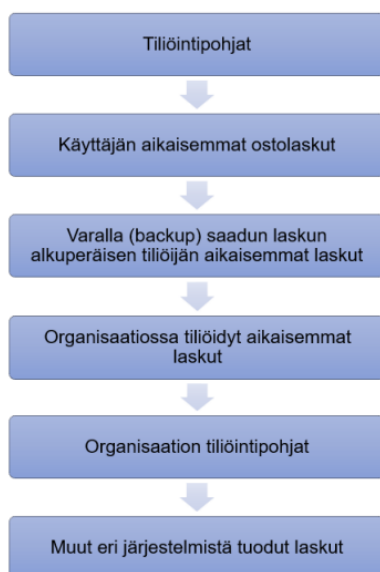 Tiliöintipohjat
Käyttäjän aikaisemmat ostolaskut
Varalla (backup) saadun laskun
alkuperäisen tiliöijän aikaisemmat laskut
Organisaatiossa tiliöidyt aikaisemmat
laskut
Organisaation tiliöintipohjat
Muut eri järjestelmistä tuodut laskut